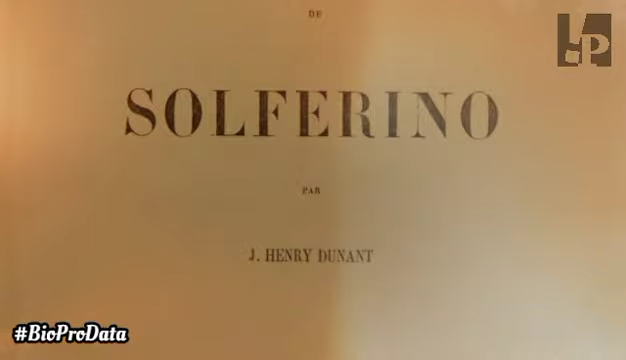 DE
SOLFERINO
PAR
J. HENRY DUNANT
#BioProData